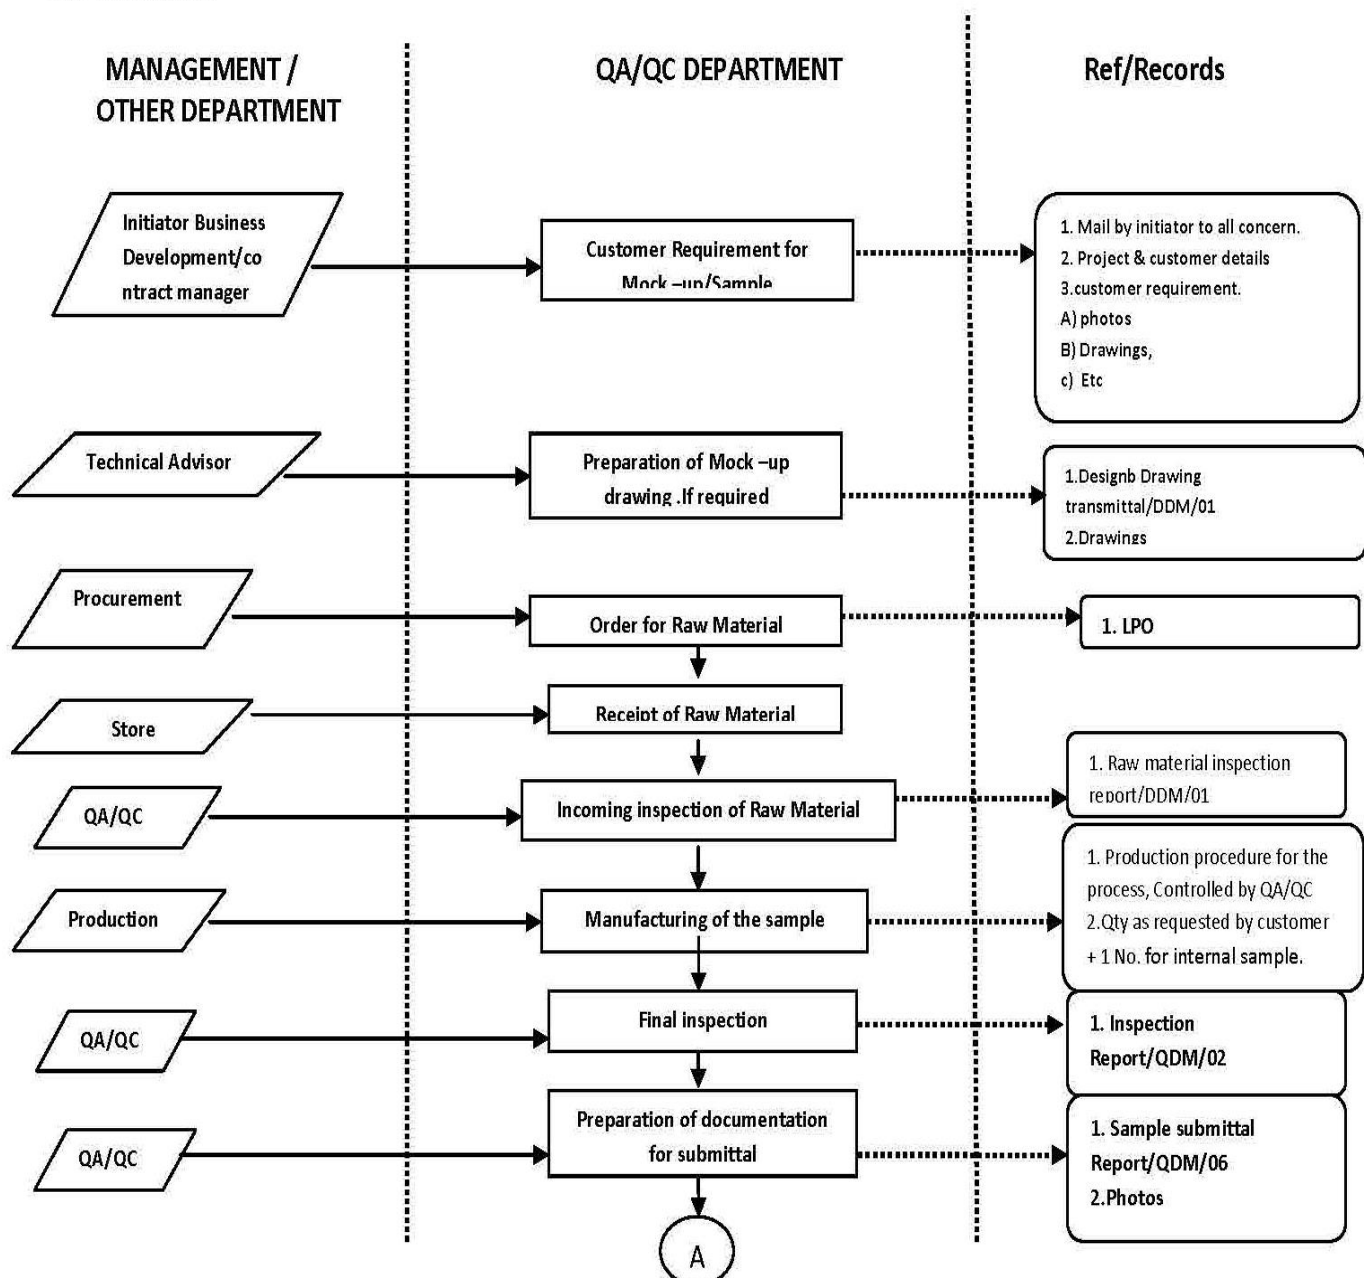 MANAGEMENT /
OTHER DEPARTMENT
QA/QC DEPARTMENT
Ref/Records
Initiator Business
Development/co
ntract manager
Customer Requirement for
Mock –up/Sample
1. Mail by initiator to all concern.
2. Project & customer details
3.customer requirement.
A) photos
B) Drawings,
c) Etc
Technical Advisor
Preparation of Mock –up
drawing .If required
1.Designb Drawing
transmittal/DDM/01
2.Drawings
Procurement
Order for Raw Material
1. LPO
Store
Receipt of Raw Material
QA/QC
Incoming inspection of Raw Material
1. Raw material inspection
report/DDM/01
Production
Manufacturing of the sample
1. Production procedure for the
process, Controlled by QA/QC
2.Qty as requested by customer
+ 1 No. for internal sample.
QA/QC
Final inspection
1. Inspection
Report/QDM/02
QA/QC
Preparation of documentation
for submittal
1. Sample submittal
Report/QDM/06
2.Photos
A